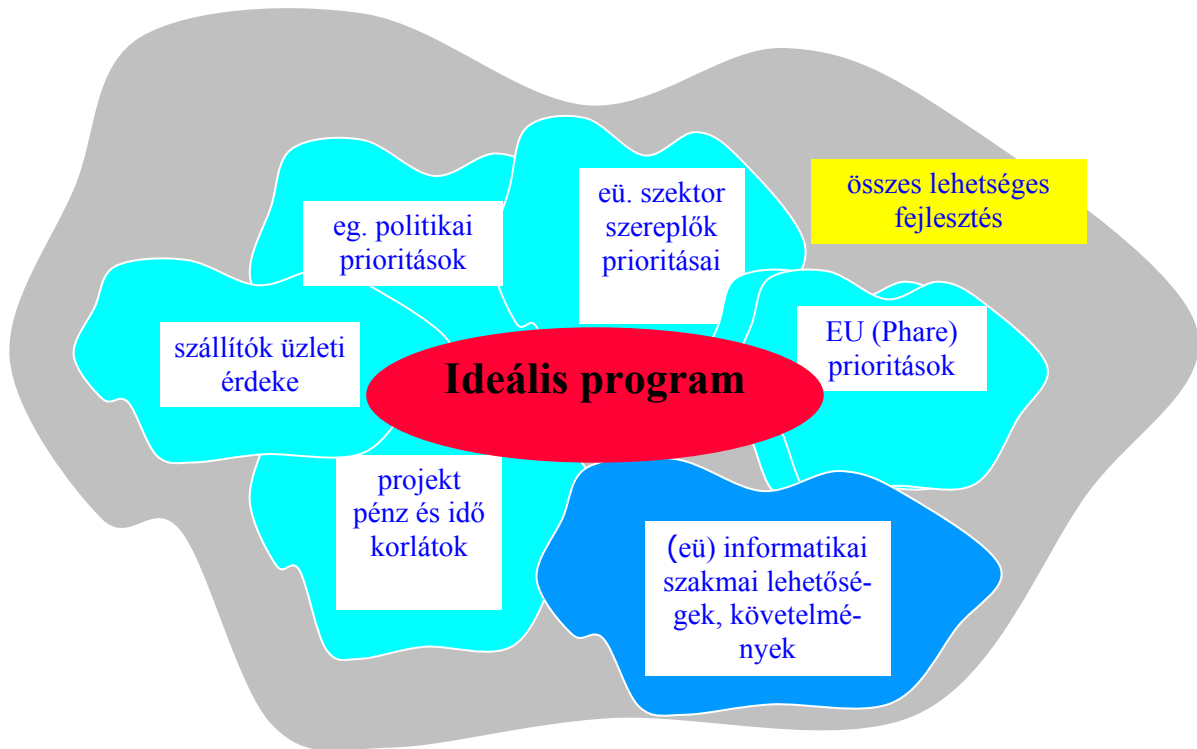 összes lehetséges
fejlesztés
eü. szektor
szereplők
prioritásai
eg. politikai
prioritások
EU (Phare)
prioritások
szállítók üzleti
érdeke
Ideális program
projekt
pénz és idő
korlátok
(eü) informatikai
szakmai lehetősé-
gek, követelmé-
nyek